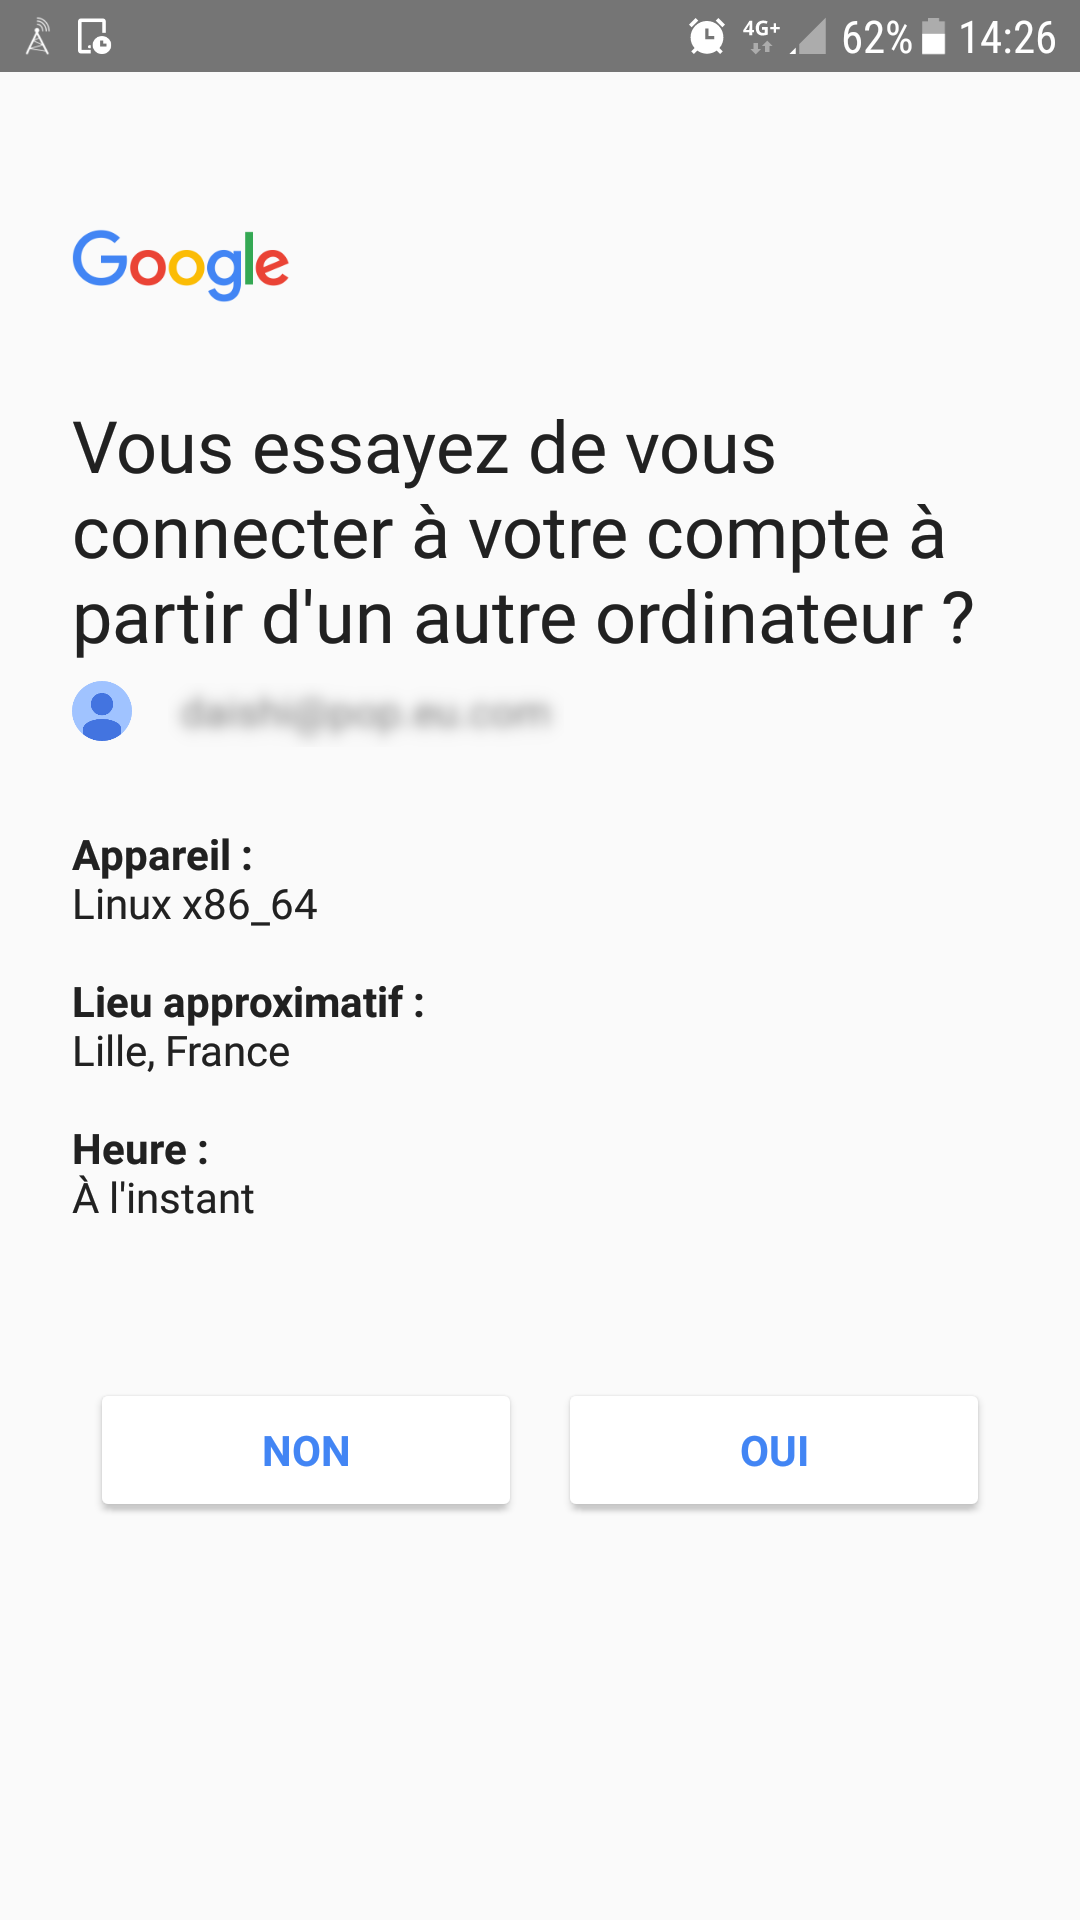 4G+ 62% 14:26
Google
Vous essayez de vous
connecter à votre compte à
partir d'un autre ordinateur ?
Appareil :
Linux x86_64
Lieu approximatif :
Lille, France
Heure :
À l'instant
NON OUI